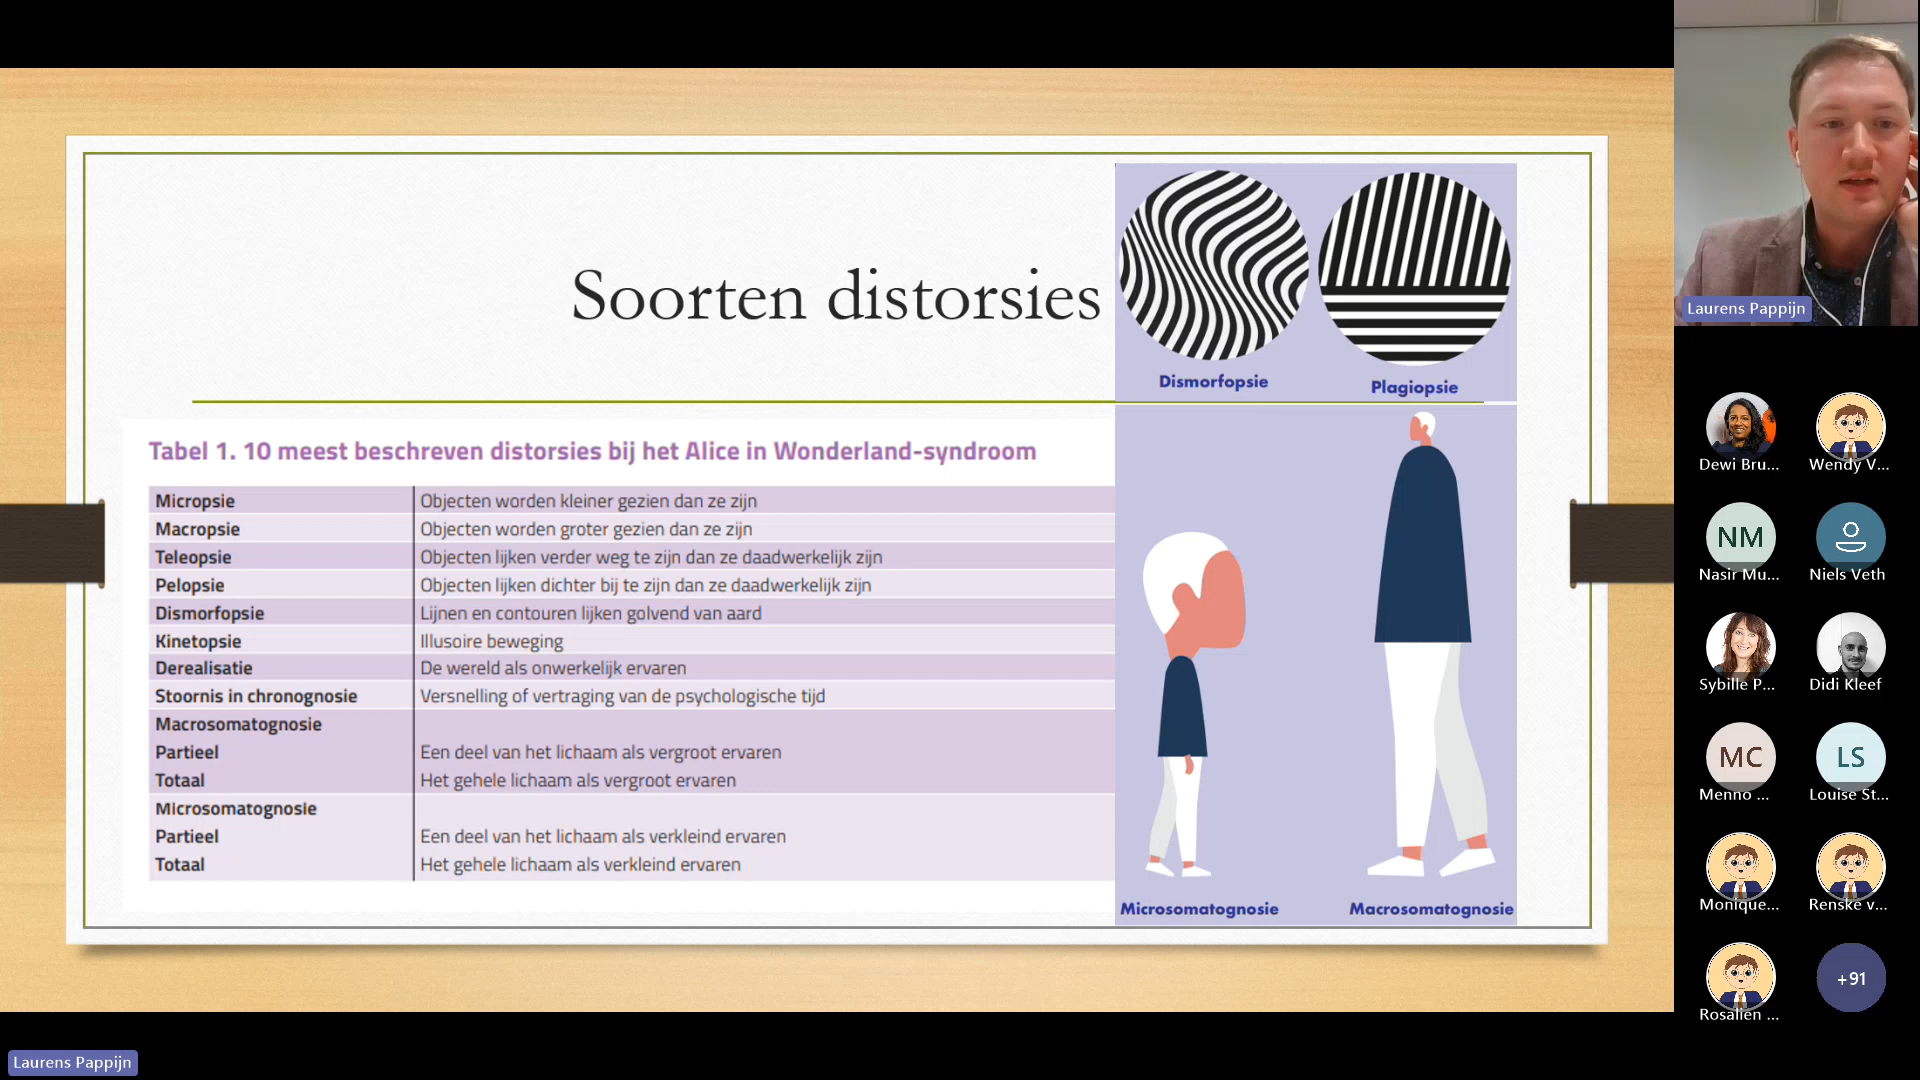 Soorten distorsies
Dismorfopsie
Plagiopsie
Tabel 1. 10 meest beschreven distorsies bij het Alice in Wonderland-syndroom
Micropsie Objecten worden kleiner gezien dan ze zijn
Macropsie Objecten worden groter gezien dan ze zijn
Teleopsie Objecten lijken verder weg te zijn dan ze daadwerkelijk zijn
Pelopsie Objecten lijken dichter bij te zijn dan ze daadwerkelijk zijn
Dismorfopsie Lijnen en contouren lijken golvend van aard
Kinetopsie Illusoire beweging
Derealisatie De wereld als onwerkelijk ervaren
Stoornis in chronognosie Versnelling of vertraging van de psychologische tijd
Macrosomatognosie
Partieel Een deel van het lichaam als vergroot ervaren
Totaal Het gehele lichaam als vergroot ervaren
Microsomatognosie
Partieel Een deel van het lichaam als verkleind ervaren
Totaal Het gehele lichaam als verkleind ervaren
Microsomatognosie
Macrosomatognosie
Laurens Pappijn
Dewi Bru...
Wendy V...
NM
Nasir Mu...
Niels Veth
Sybille P...
Didi Kleef
MC
Menno ...
LS
Louise St...
Monique...
Renske v...
Rosalien ...
+91
Laurens Pappijn